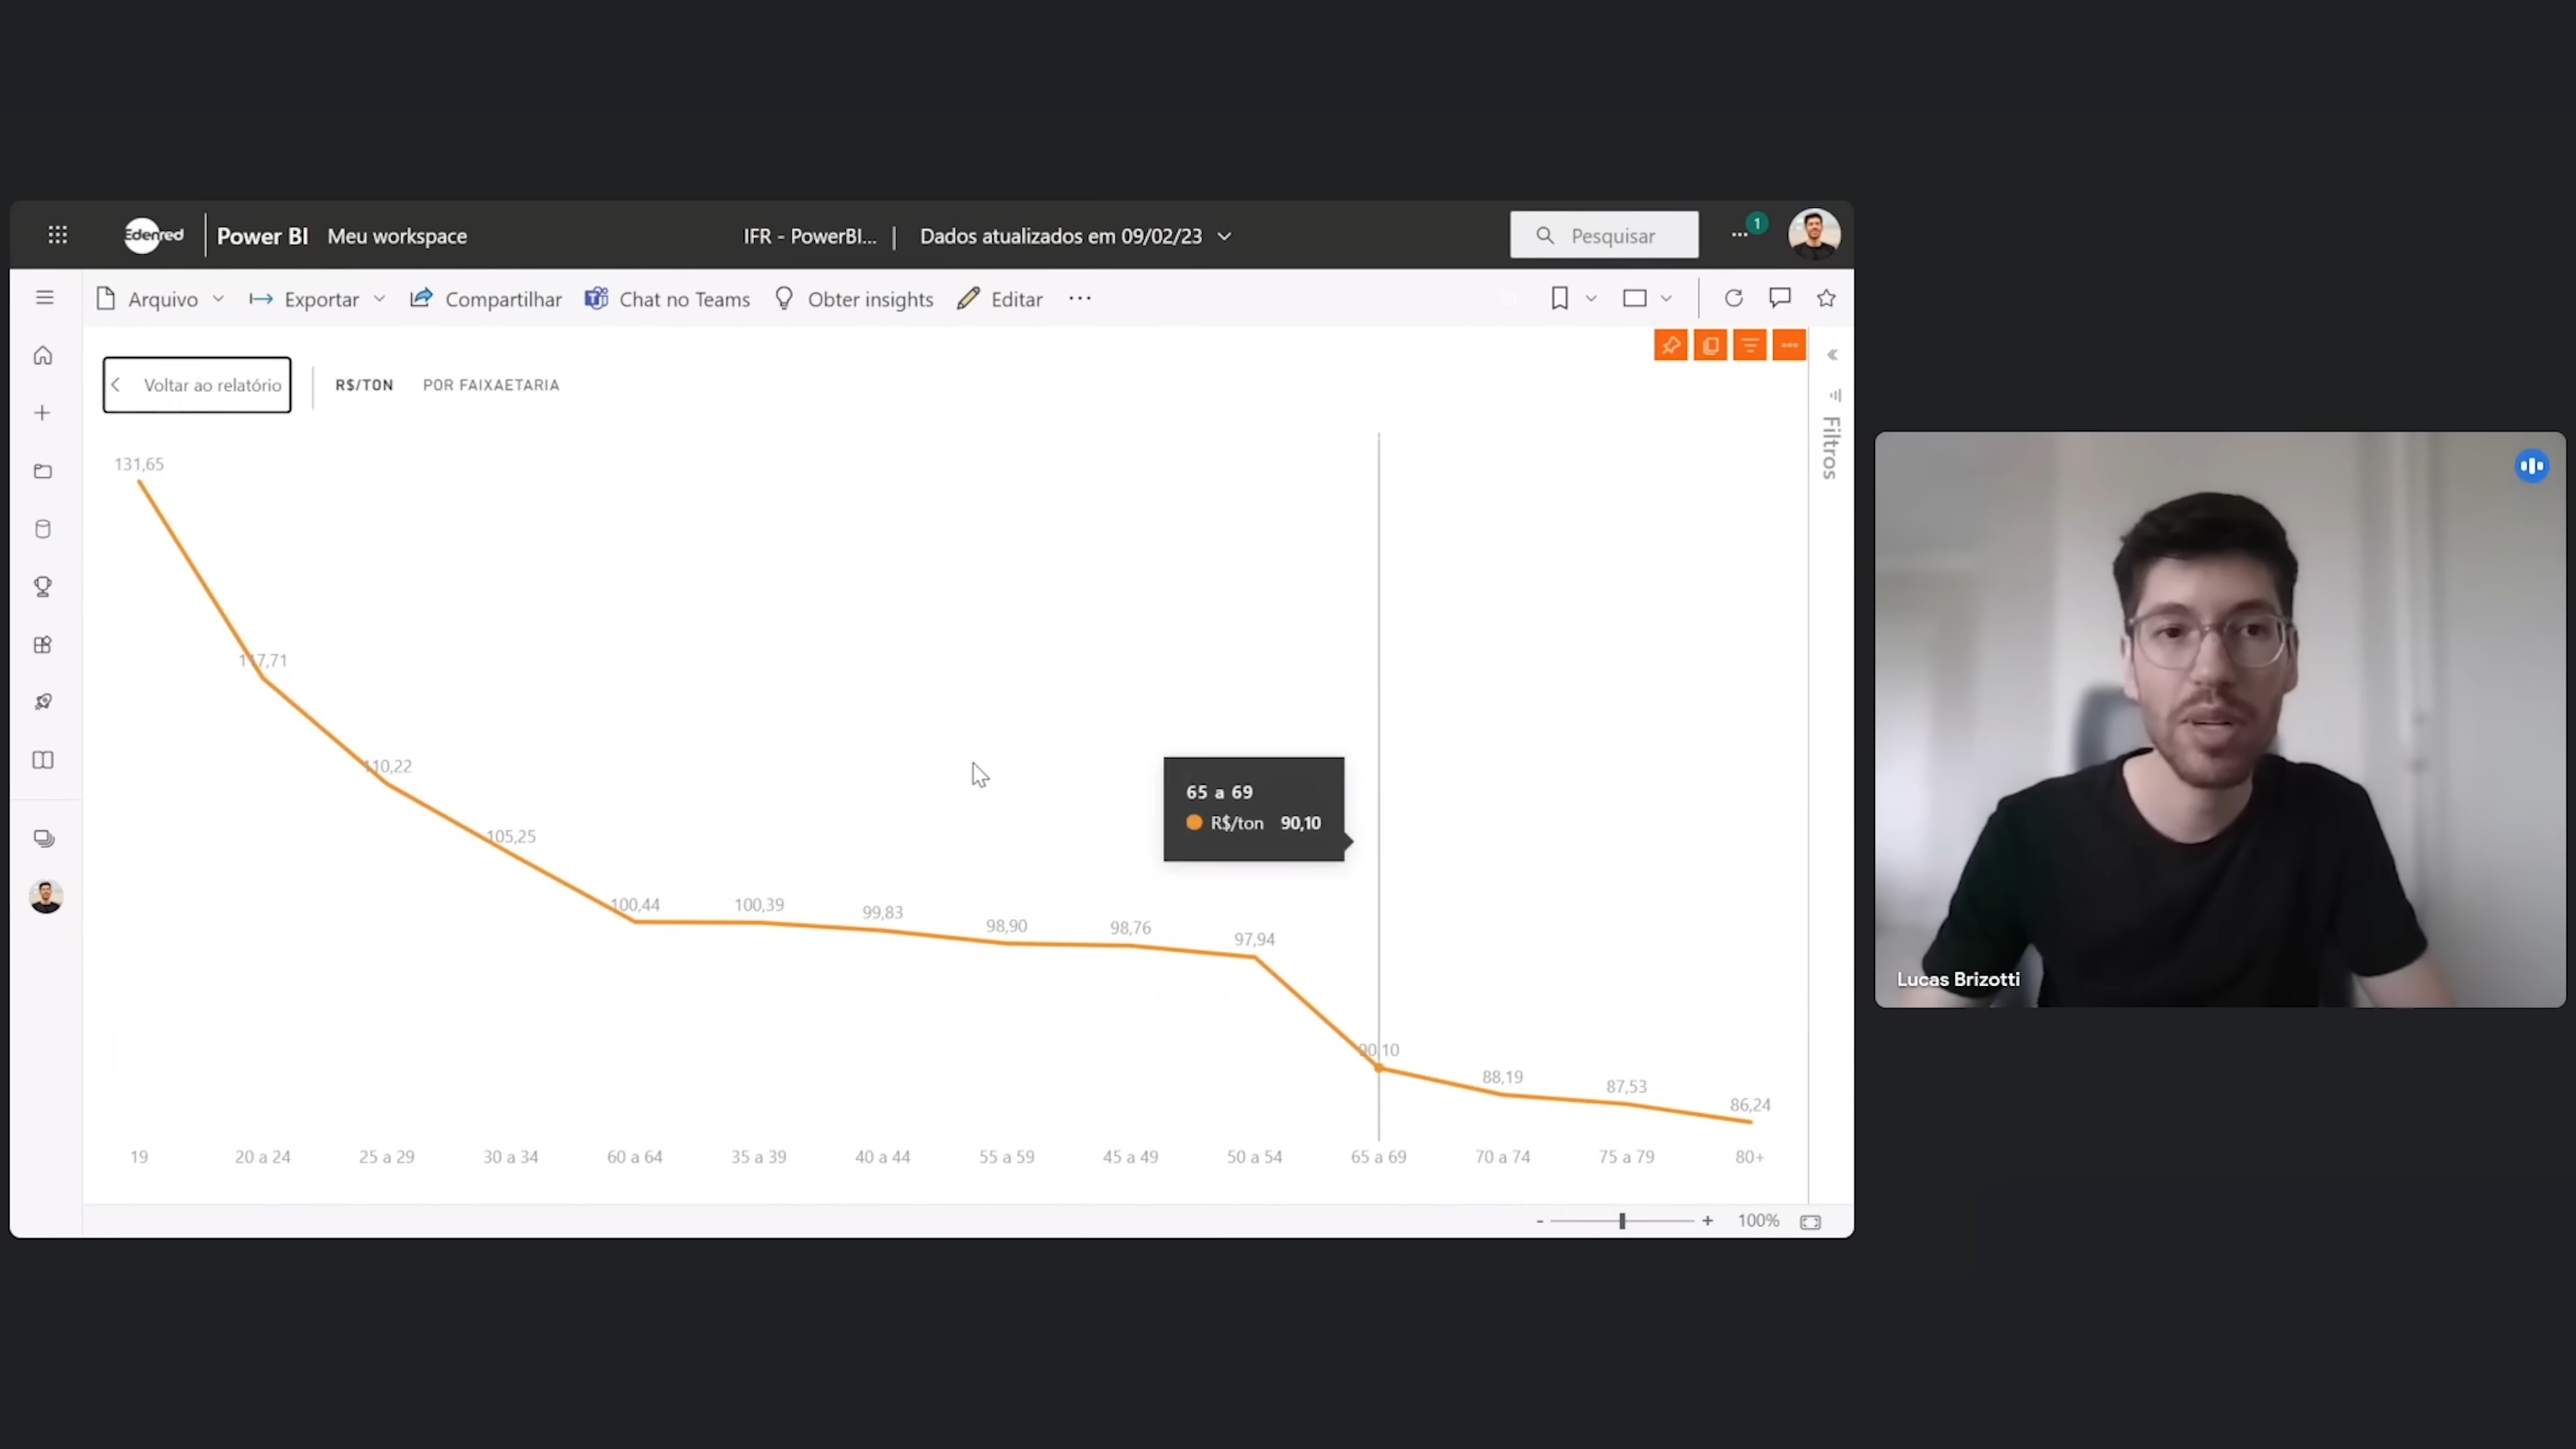 Edenred
Power BI Meu workspace
IFR - PowerBI... | Dados atualizados em 09/02/23
Pesquisar
1
Arquivo Exportar Compartilhar Chat no Teams Obter insights Editar
Voltar ao relatório
R$/TON POR FAIXAETARIA
Filtros
131,65
117,71
110,22
105,25
100,44
100,39
99,83
98,90
98,76
97,94
90,10
88,19
87,53
86,24
65 a 69
R$/ton 90,10
19 20 a 24 25 a 29 30 a 34 60 a 64 35 a 39 40 a 44 55 a 59 45 a 49 50 a 54 65 a 69 70 a 74 75 a 79 80+
- + 100%
Lucas Brizotti